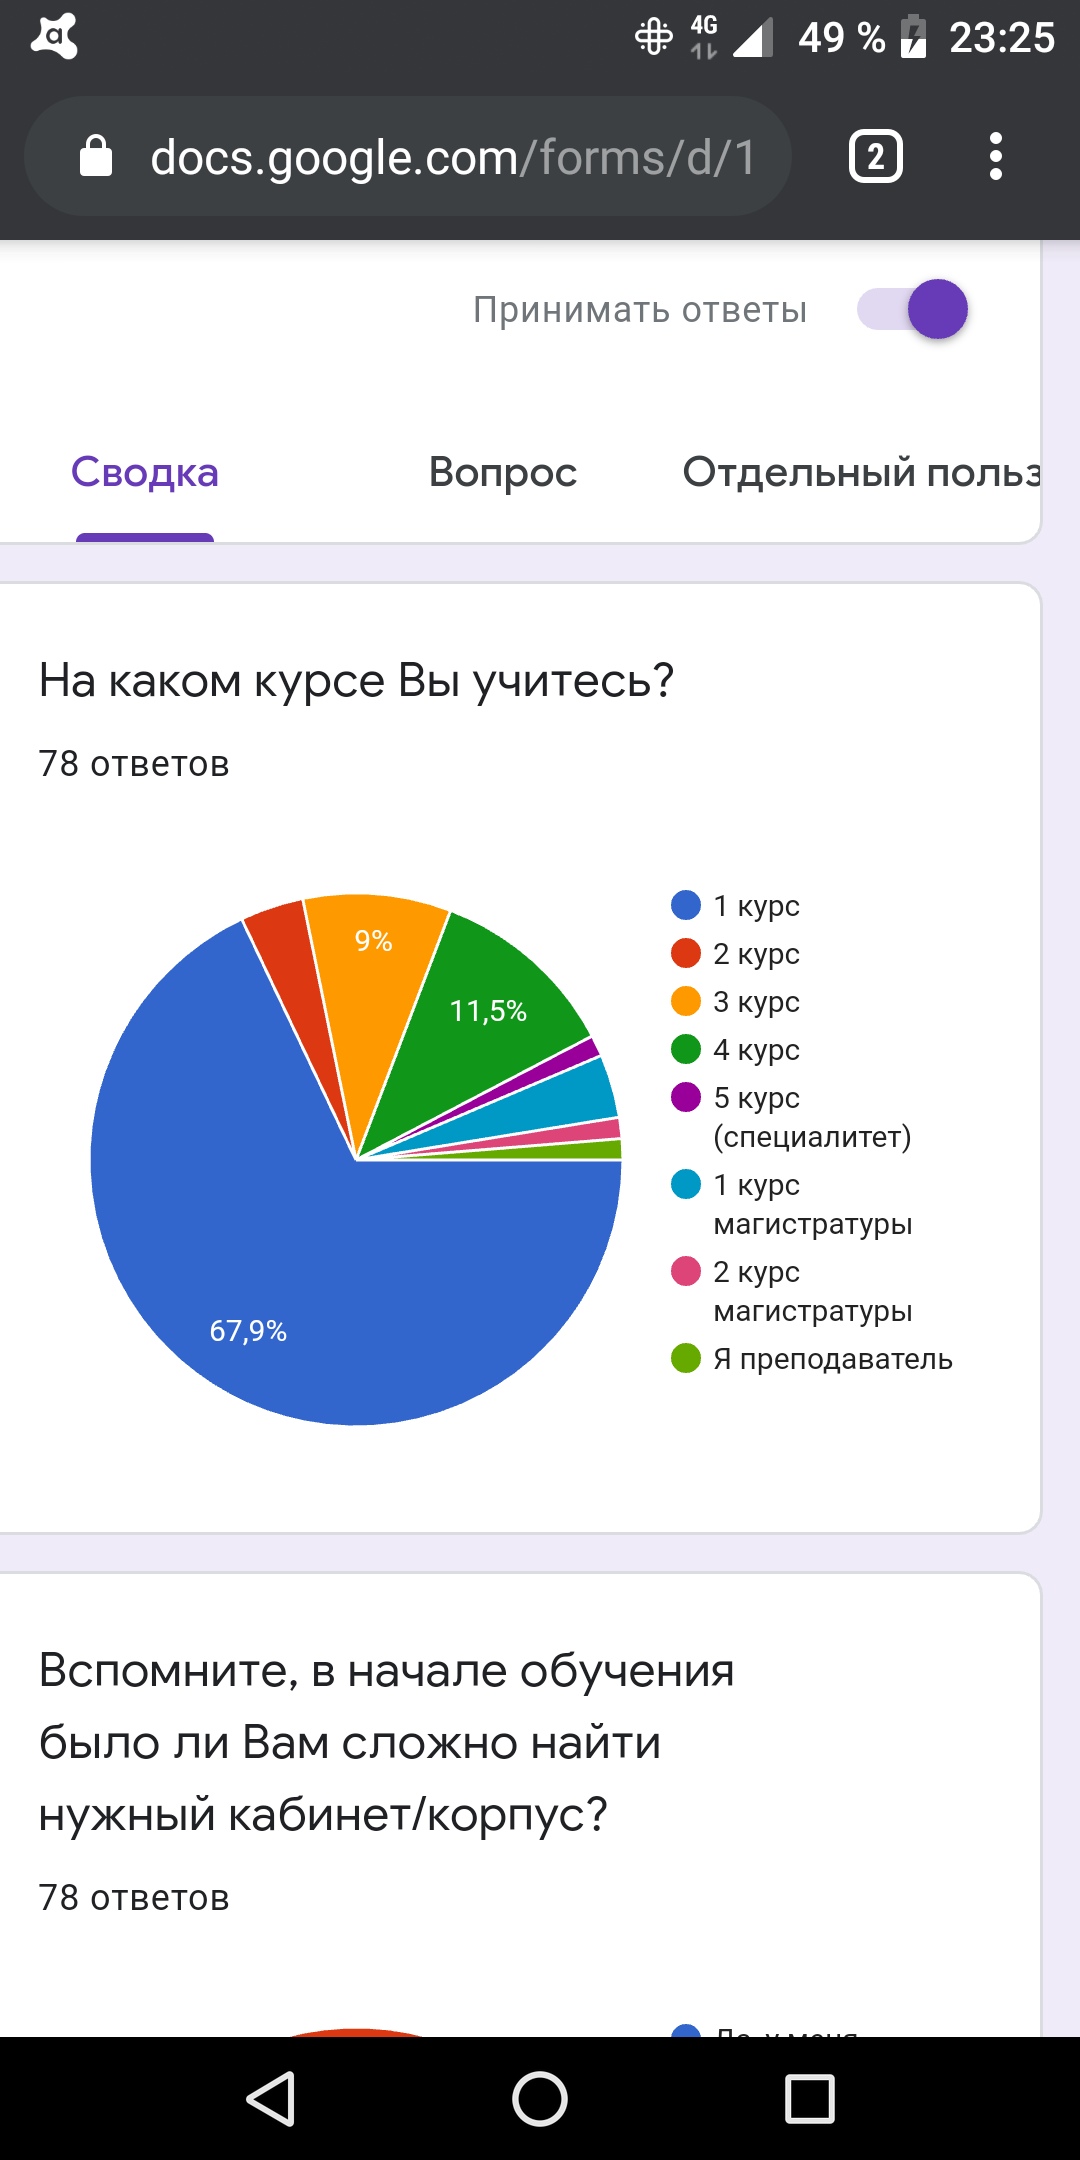 4G 49 % 23:25
docs.google.com/forms/d/1
2
Принимать ответы
Сводка Вопрос Отдельный польз
На каком курсе Вы учитесь?
78 ответов
9%
11,5%
67,9%
1 курс
2 курс
3 курс
4 курс
5 курс
(специалитет)
1 курс
магистратуры
2 курс
магистратуры
Я преподаватель
Вспомните, в начале обучения
было ли Вам сложно найти
нужный кабинет/корпус?
78 ответов